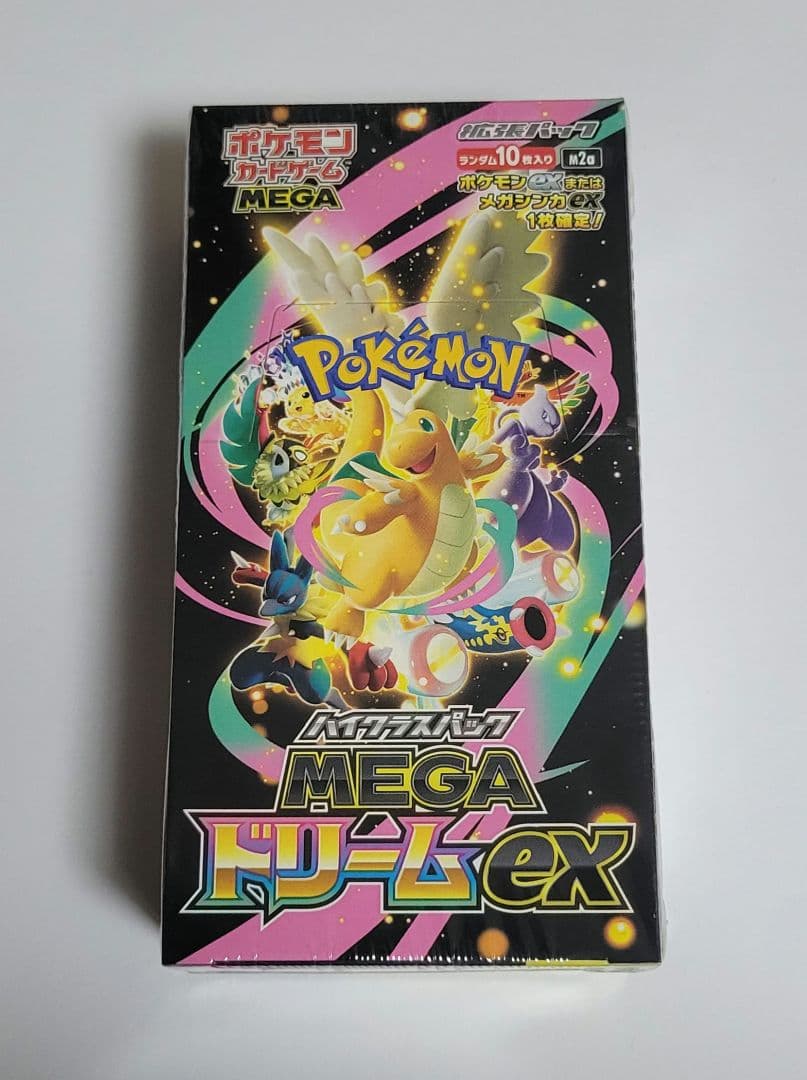 ポケモン
カードゲーム
MEGA
拡張パック
ランダム10枚入り M2a
ポケモンexまたは
メガシンカex
1枚確定!
POKéMON
TM
ハイクラスパック
MEGA
ドリームex